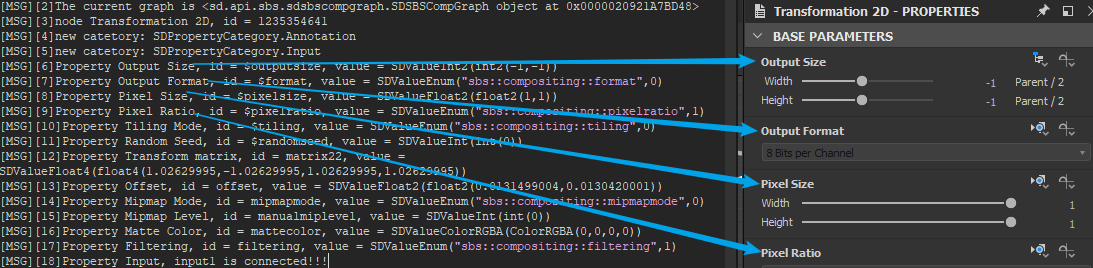 [MSG][2]The current graph is <sd.api.sbs.sdsbscompgraph.SDSBSCompGraph object at 0x0000020921A7BD48>
[MSG][3]node Transformation 2D, id = 1235354641
[MSG][4]new catetory: SDPropertyCategory.Annotation
[MSG][5]new catetory: SDPropertyCategory.Input
[MSG][6]Property Output Size, id = $outputsize, value = SDValueInt2(int2(-1,-1))
[MSG][7]Property Output Format, id = $format, value = SDValueEnum("sbs::compositing::format",0)
[MSG][8]Property Pixel Size, id = $pixelsize, value = SDValueFloat2(float2(1,1))
[MSG][9]Property Pixel Ratio, id = $pixelratio, value = SDValueEnum("sbs::compositing::pixelratio",1)
[MSG][10]Property Tiling Mode, id = $tiling, value = SDValueEnum("sbs::compositing::tiling",0)
[MSG][11]Property Random Seed, id = $randomseed, value = SDValueInt(int(0))
[MSG][12]Property Transform matrix, id = matrix22, value =
SDValueFloat4(float4(1.02629995,-1.02629995,1.02629995,1.02629995))
[MSG][13]Property Offset, id = offset, value = SDValueFloat2(float2(0.0131499004,0.0130420001))
[MSG][14]Property Mipmap Mode, id = mipmapmode, value = SDValueEnum("sbs::compositing::mipmapmode",0)
[MSG][15]Property Mipmap Level, id = manualmiplevel, value = SDValueInt(int(0))
[MSG][16]Property Matte Color, id = mattecolor, value = SDValueColorRGBA(ColorRGBA(0,0,0,0))
[MSG][17]Property Filtering, id = filtering, value = SDValueEnum("sbs::compositing::filtering",1)
[MSG][18]Property Input, input1 is connected!!!
Transformation 2D - PROPERTIES
BASE PARAMETERS
Output Size
Width -1 Parent / 2
Height -1 Parent / 2
Output Format
8 Bits per Channel
Pixel Size
Width 1
Height 1
Pixel Ratio